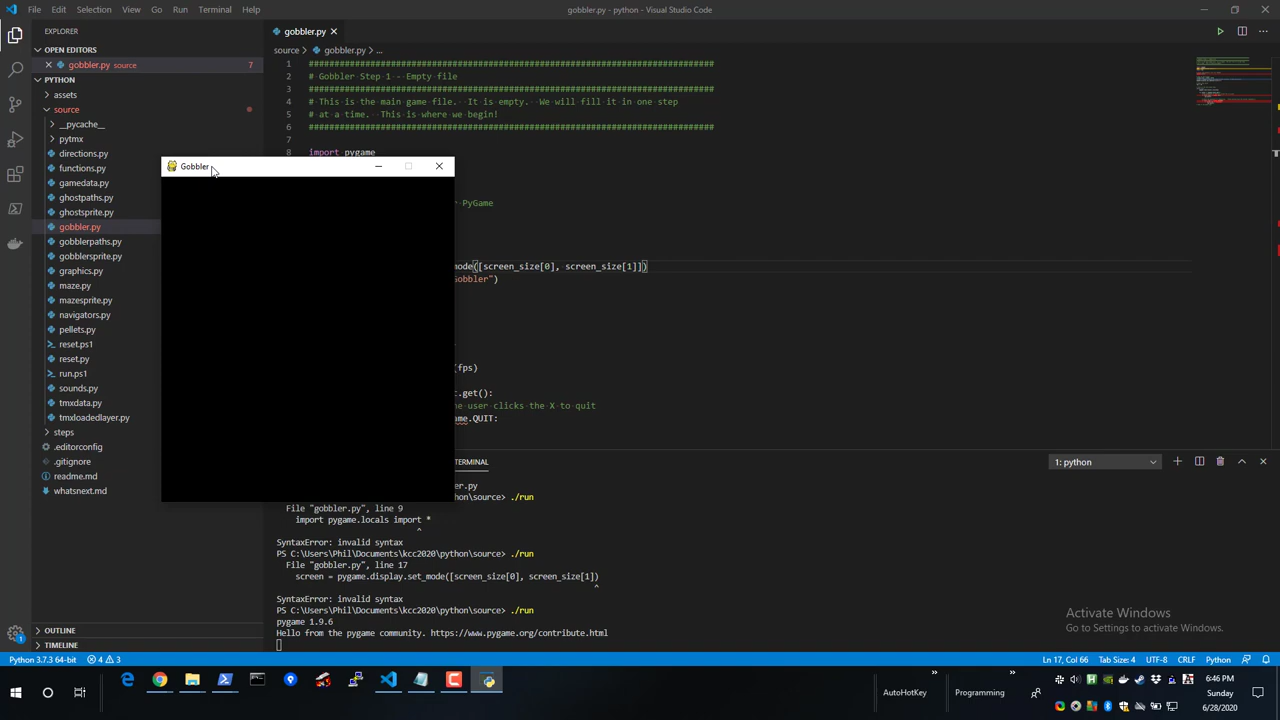 File Edit Selection View Go Run Terminal Help
gobbler.py - python - Visual Studio Code
EXPLORER
gobbler.py
OPEN EDITORS
source > gobbler.py > ...
gobbler.py source 7
PYTHON
assets
source
__pycache__
pytmx
directions.py
functions.py
gamedata.py
ghostpaths.py
ghostsprite.py
gobbler.py
gobblerpaths.py
gobblersprite.py
graphics.py
maze.py
mazesprite.py
navigators.py
pellets.py
reset.ps1
reset.py
run.ps1
sounds.py
tmxdata.py
tmxloadedlayer.py
steps
.editorconfig
.gitignore
readme.md
whatsnext.md
OUTLINE
TIMELINE
1 ################################################################################
2 # Gobbler Step 1 - Empty file
3 ################################################################################
4 # This is the main game file. It is empty. We will fill it in one step
5 # at a time. This is where we begin!
6 ################################################################################
7
8 import pygame
Gobbler
r PyGame
mode([screen_size[0], screen_size[1]])
Gobbler")
(fps)
t.get():
he user clicks the X to quit
ame.QUIT:
TERMINAL
1: python
er.py
hon\source> ./run
File "gobbler.py", line 9
import pygame.locals import *
^
SyntaxError: invalid syntax
PS C:\Users\Phil\Documents\kcc2020\python\source> ./run
File "gobbler.py", line 17
screen = pygame.display.set_mode([screen_size[0], screen_size[1])
^
SyntaxError: invalid syntax
PS C:\Users\Phil\Documents\kcc2020\python\source> ./run
pygame 1.9.6
Hello from the pygame community. https://www.pygame.org/contribute.html
Activate Windows
Go to Settings to activate Windows.
Python 3.7.3 64-bit 4 3
Ln 17, Col 66 Tab Size: 4 UTF-8 CRLF Python
1
AutoHotKey
Programming
6:46 PM
Sunday
6/28/2020